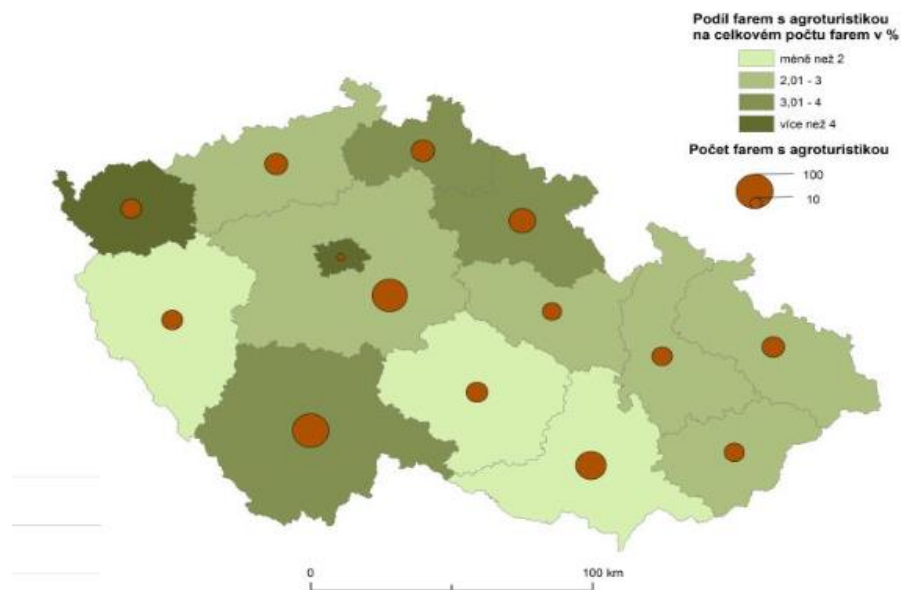 Podíl farem s agroturistikou
na celkovém počtu farem v %
méně než 2
2,01 - 3
3,01 - 4
více než 4
Počet farem s agroturistikou
100
10
0
100 km